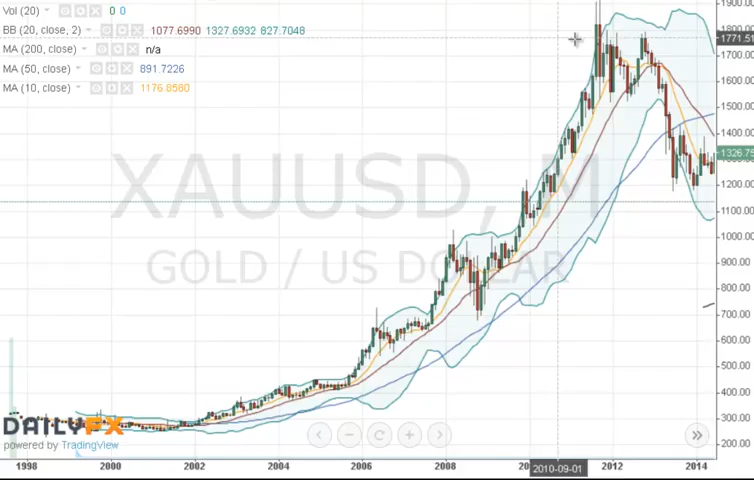 Vol (20) 0 0
BB (20, close, 2) 1077.6990 1327.6932 827.7048
MA (200, close) n/a
MA (50, close) 891.7226
MA (10, close) 1176.8580
XAUUSD, M
GOLD / US DOLLAR
1900.00
1800.00
1771.51
1700.00
1600.00
1500.00
1400.00
1326.75
1200.00
1100.00
1000.00
900.00
800.00
700.00
600.00
500.00
400.00
300.00
200.00
DAILYFX
powered by TradingView
1998 2000 2002 2004 2006 2008 2010-09-01 2012 2014